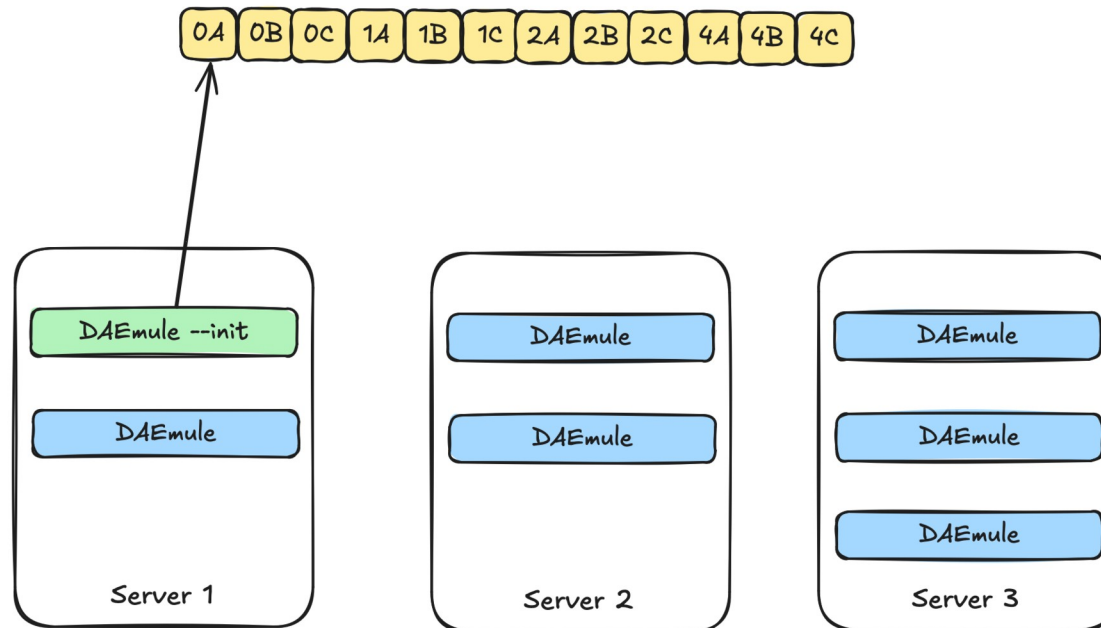 0A 0B 0C 1A 1B 1C 2A 2B 2C 4A 4B 4C
DAEmule --init
DAEmule
Server 1
DAEmule
DAEmule
Server 2
DAEmule
DAEmule
DAEmule
Server 3